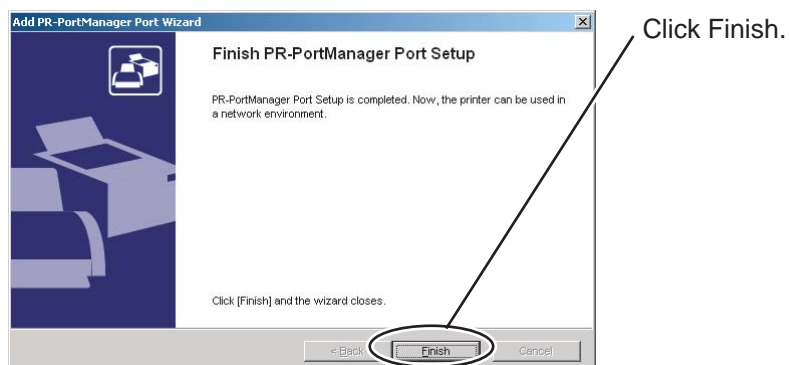 Add PR-PortManager Port Wizard
Click Finish.
Finish PR-PortManager Port Setup
PR-PortManager Port Setup is completed. Now, the printer can be used in
a network environment.
Click [Finish] and the wizard closes.
< Back
Finish
Cancel